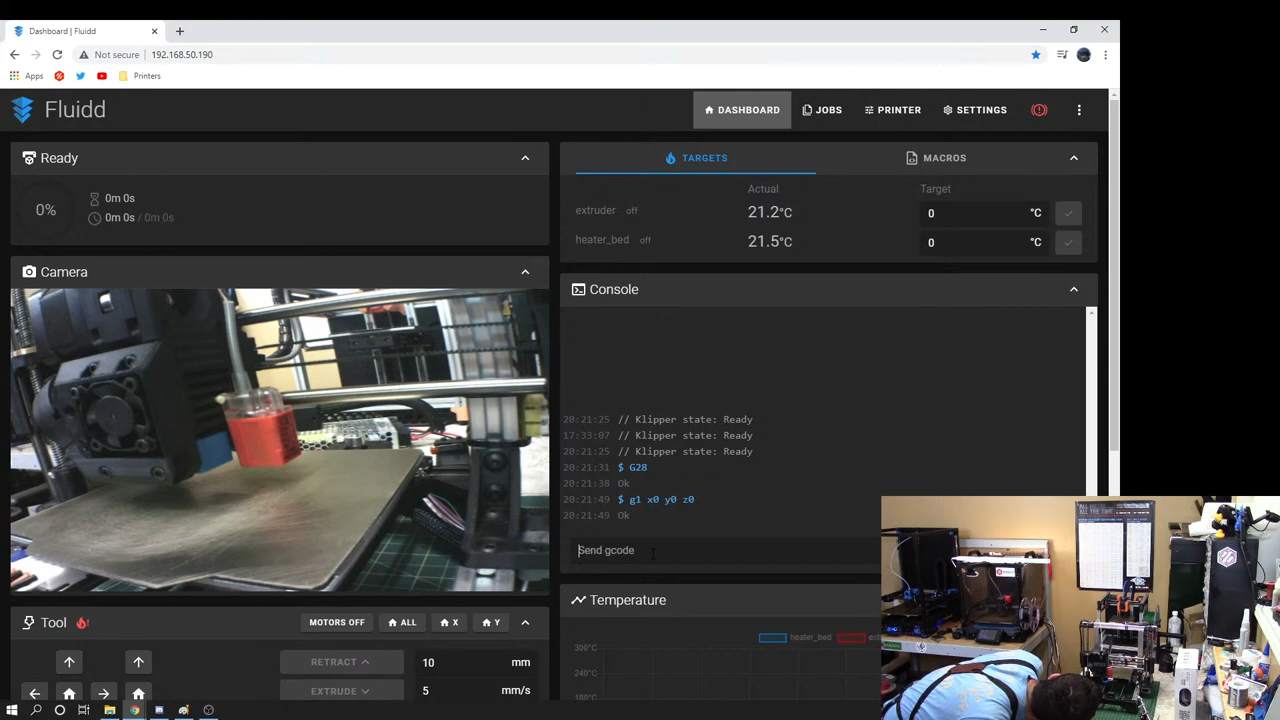 Dashboard | Fluidd
Not secure 192.168.50.190
Apps Printers
Fluidd DASHBOARD JOBS PRINTER SETTINGS
Ready
0%
0m 0s
0m 0s / 0m 0s
Camera
Tool
MOTORS OFF ALL X Y
RETRACT 10 mm
EXTRUDE 5 mm/s
TARGETS MACROS
Actual Target
extruder off 21.2°C 0 °C
heater_bed off 21.5°C 0 °C
Console
20:21:25 // Klipper state: Ready
17:33:07 // Klipper state: Ready
20:21:25 // Klipper state: Ready
20:21:31 $ G28
20:21:38 Ok
20:21:49 $ g1 x0 y0 z0
20:21:49 Ok
Send gcode
Temperature
heater_bed
300°C
240°C
180°C